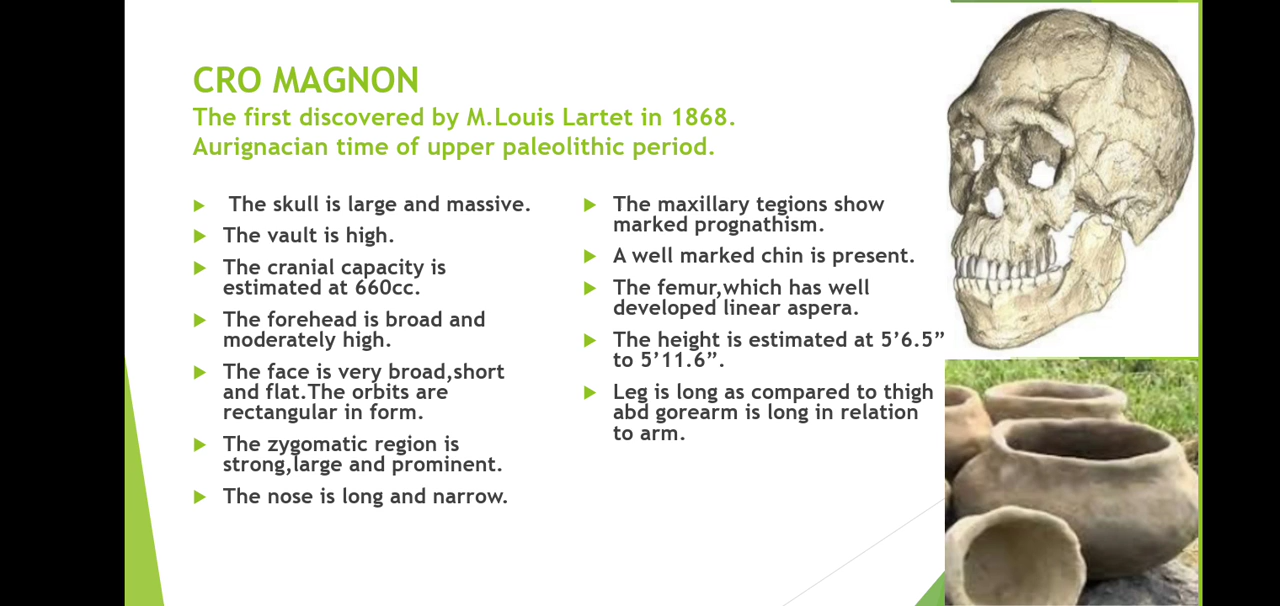 CRO MAGNON
The first discovered by M.Louis Lartet in 1868.
Aurignacian time of upper paleolithic period.
The skull is large and massive.
The vault is high.
The cranial capacity is
estimated at 660cc.
The forehead is broad and
moderately high.
The face is very broad,short
and flat.The orbits are
rectangular in form.
The zygomatic region is
strong,large and prominent.
The nose is long and narrow.
The maxillary tegions show
marked prognathism.
A well marked chin is present.
The femur,which has well
developed linear aspera.
The height is estimated at 5’6.5”
to 5’11.6”.
Leg is long as compared to thigh
abd gorearm is long in relation
to arm.